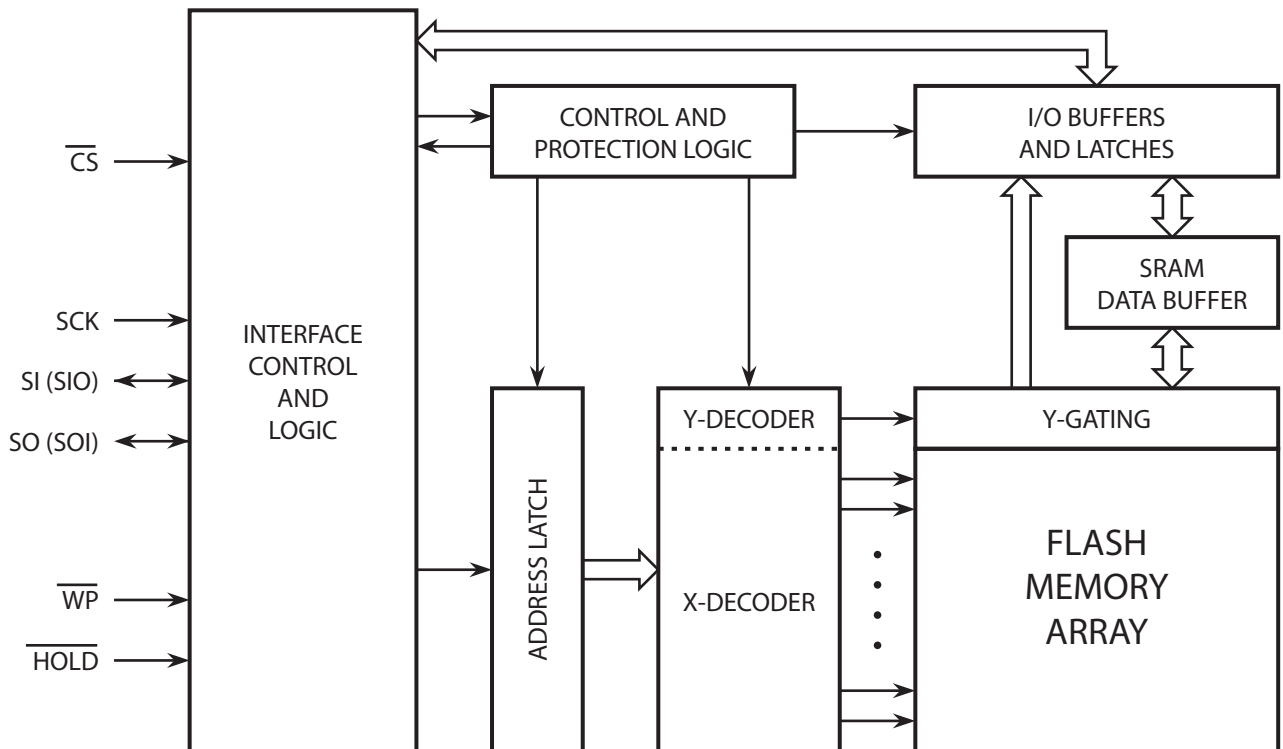 CS
SCK
SI (SIO)
SO (SOI)
WP
HOLD
INTERFACE
CONTROL
AND
LOGIC
CONTROL AND
PROTECTION LOGIC
I/O BUFFERS
AND LATCHES
SRAM
DATA BUFFER
ADDRESS LATCH
Y-DECODER
X-DECODER
Y-GATING
FLASH
MEMORY
ARRAY